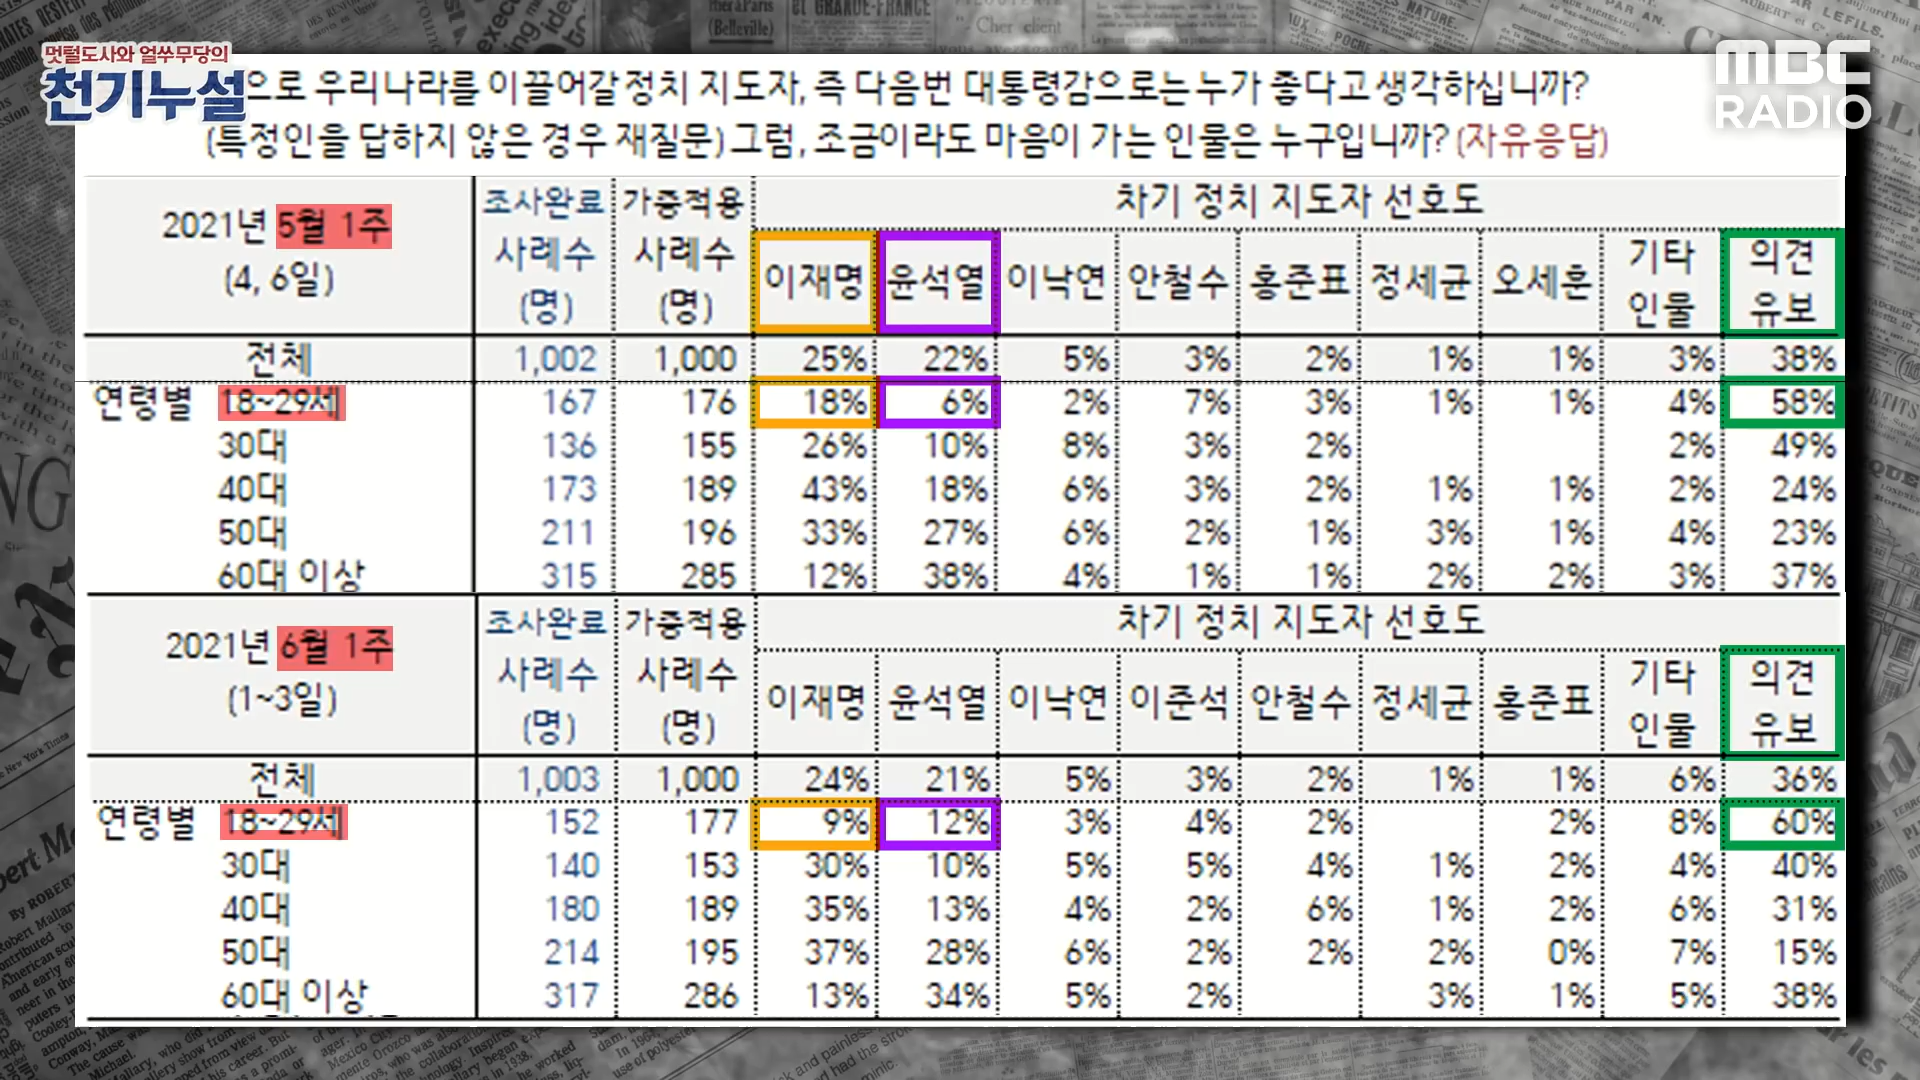 멋털도사와 얼쑤무당의
천기누설
MBC
RADIO
으로 우리나라를 이끌어갈 정치 지도자, 즉 다음번 대통령감으로는 누가 좋다고 생각하십니까?
(특정인을 답하지 않은 경우 재질문) 그럼, 조금이라도 마음이 가는 인물은 누구입니까? (자유응답)
2021년 5월 1주 (4, 6일) 조사완료 사례수 (명) 가중적용 사례수 (명) 차기 정치 지도자 선호도
이재명 윤석열 이낙연 안철수 홍준표 정세균 오세훈 기타 인물 의견 유보
전체 1,002 1,000 25% 22% 5% 3% 2% 1% 1% 3% 38%
연령별 18~29세 167 176 18% 6% 2% 7% 3% 1% 1% 4% 58%
30대 136 155 26% 10% 8% 3% 2% 2% 49%
40대 173 189 43% 18% 6% 3% 2% 1% 1% 2% 24%
50대 211 196 33% 27% 6% 2% 1% 3% 1% 4% 23%
60대 이상 315 285 12% 38% 4% 1% 1% 2% 2% 3% 37%
2021년 6월 1주 (1~3일) 조사완료 사례수 (명) 가중적용 사례수 (명) 차기 정치 지도자 선호도
이재명 윤석열 이낙연 이준석 안철수 정세균 홍준표 기타 인물 의견 유보
전체 1,003 1,000 24% 21% 5% 3% 2% 1% 1% 6% 36%
연령별 18~29세 152 177 9% 12% 3% 4% 2% 2% 8% 60%
30대 140 153 30% 10% 5% 5% 4% 1% 2% 4% 40%
40대 180 189 35% 13% 4% 2% 6% 1% 2% 6% 31%
50대 214 195 37% 28% 6% 2% 2% 2% 0% 7% 15%
60대 이상 317 286 13% 34% 5% 2% 3% 1% 5% 38%